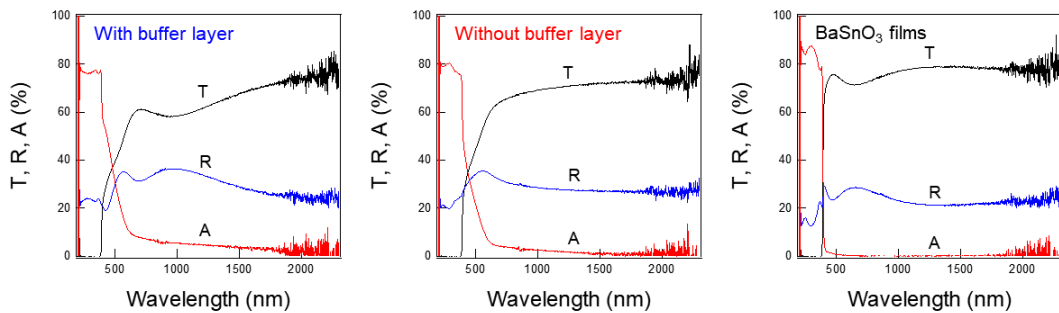 With buffer layer
T, R, A (%)
100
80
60
40
20
0
T
R
A
500
1000
1500
2000
Wavelength (nm)
Without buffer layer
100
80
60
40
20
0
T
R
A
500
1000
1500
2000
Wavelength (nm)
BaSnO₃ films
T, R, A (%)
100
80
60
40
20
0
T
R
A
500
1000
1500
2000
Wavelength (nm)